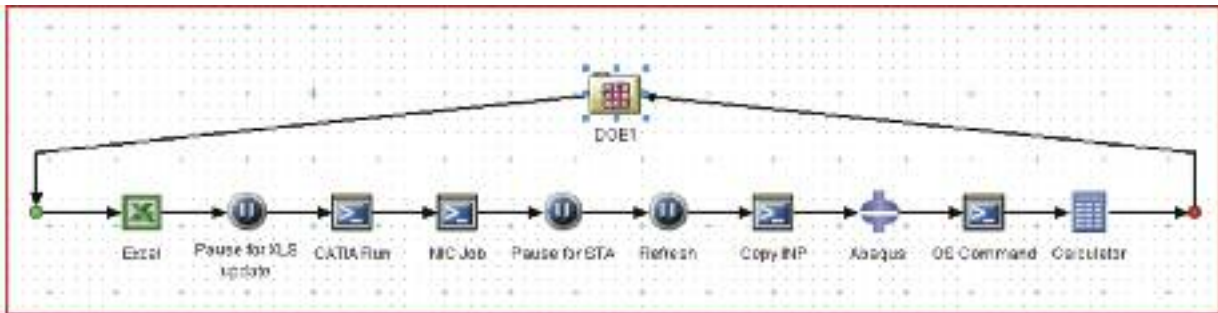 DOE1
Excel
Pause for XLS
update
CATIA Run
NIC Job
Pause for STA
Refresh
Copy INP
Abaqus
OS Command
Calculator